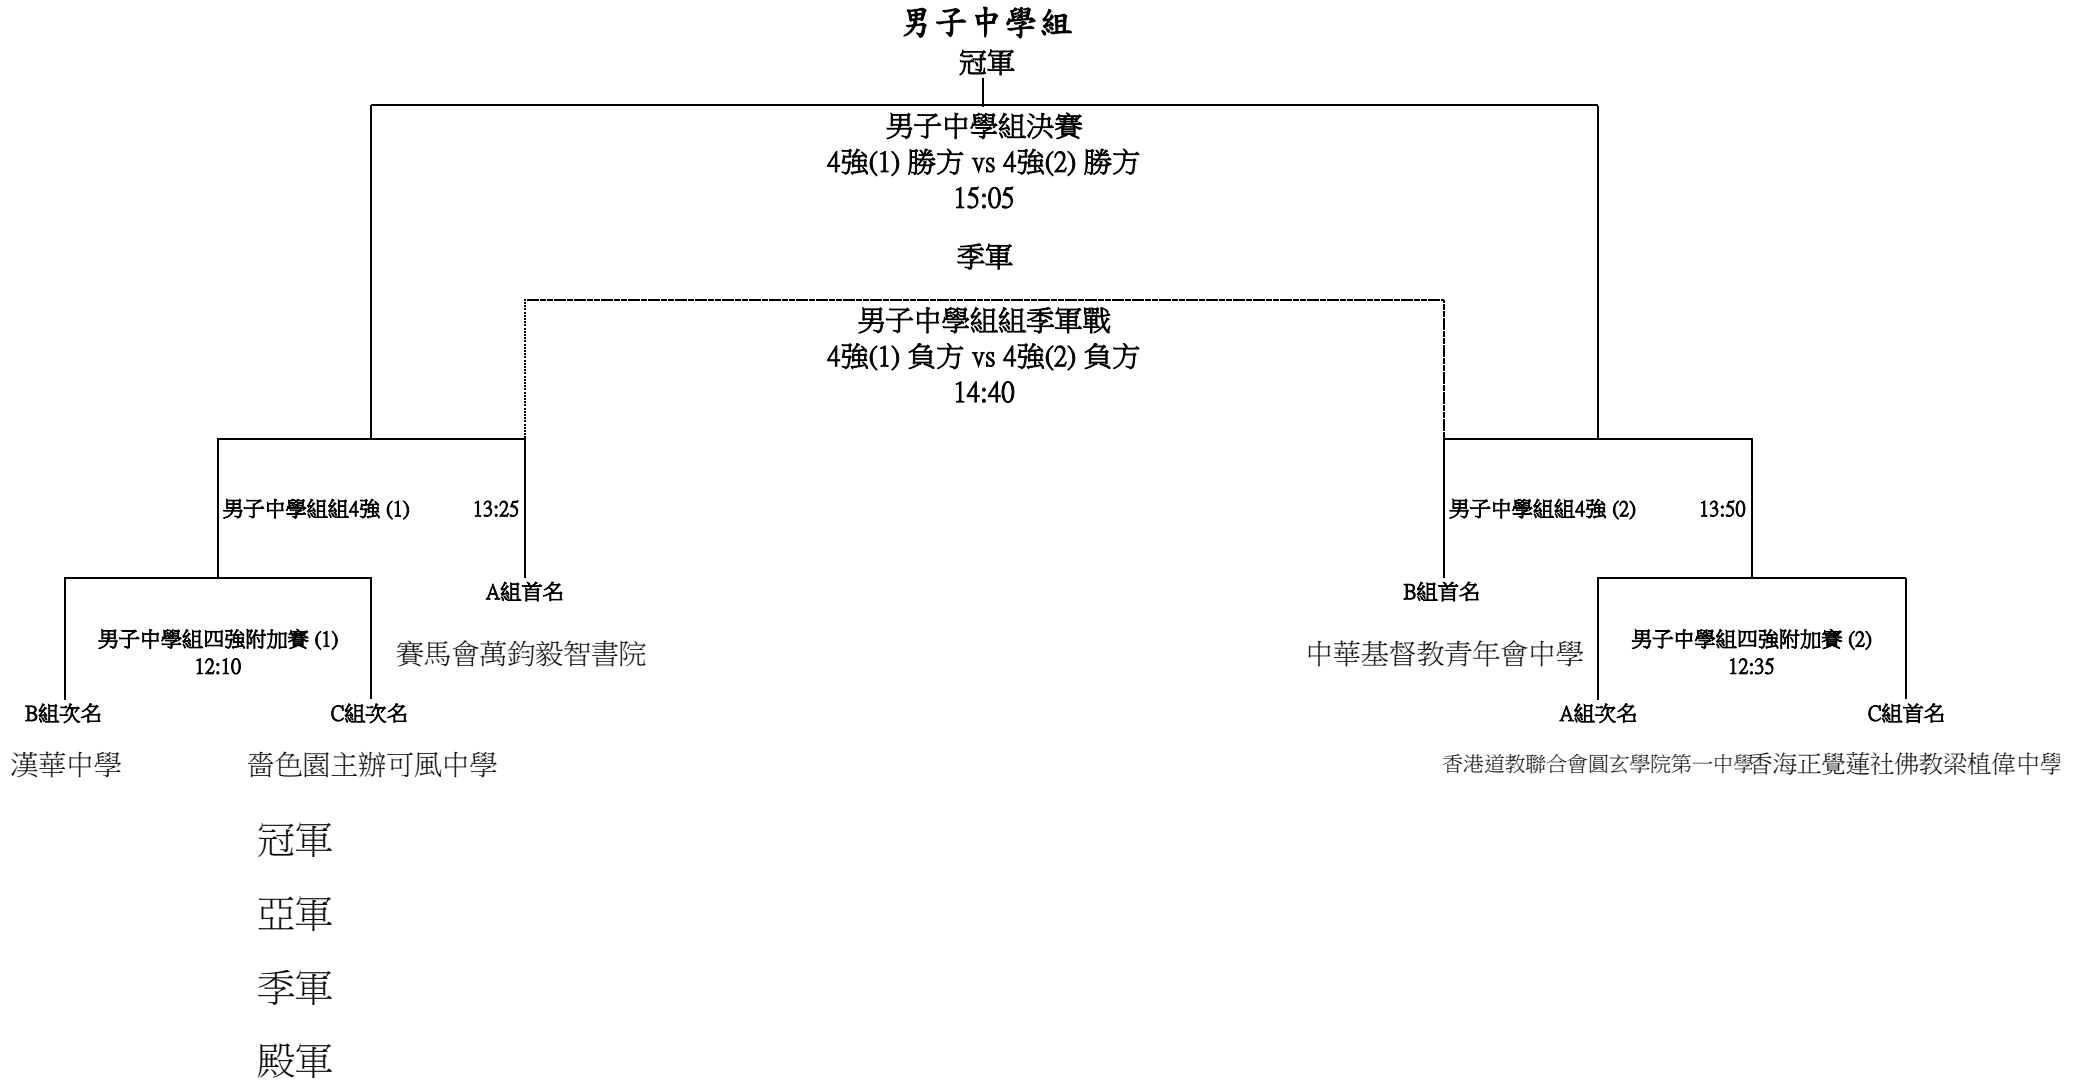 男子中學組
冠軍
男子中學組決賽
4強(1) 勝方 vs 4強(2) 勝方
15:05
季軍
男子中學組組季軍戰
4強(1) 負方 vs 4強(2) 負方
14:40
男子中學組組4強 (1) 13:25
男子中學組組4強 (2) 13:50
A組首名
B組首名
男子中學組四強附加賽 (1)
12:10
賽馬會萬鈞毅智書院
中華基督教青年會中學
男子中學組四強附加賽 (2)
12:35
B組次名
C組次名
A組次名
C組首名
漢華中學
嗇色園主辦可風中學
香港道教聯合會圓玄學院第一中學
香海正覺蓮社佛教梁植偉中學
冠軍
亞軍
季軍
殿軍